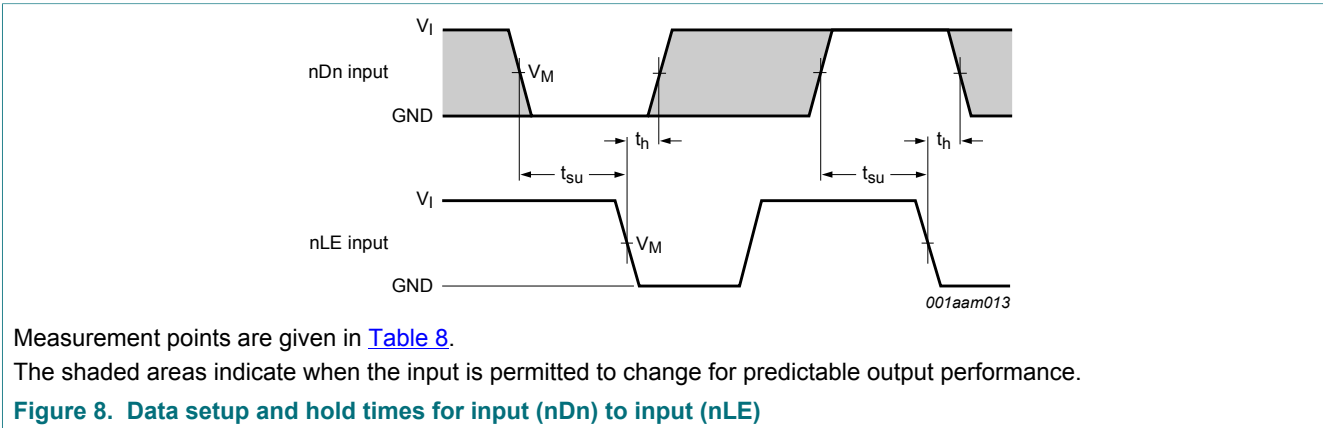 VI
nDn input
VM
GND
th
th
tsu
tsu
VI
nLE input
VM
GND
001aam013
Measurement points are given in Table 8.
The shaded areas indicate when the input is permitted to change for predictable output performance.
Figure 8. Data setup and hold times for input (nDn) to input (nLE)